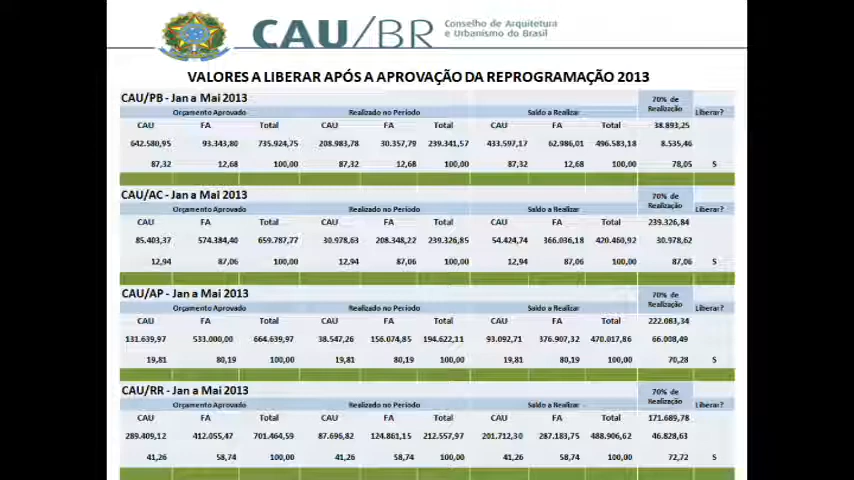 CAU/BR Conselho de Arquitetura
e Urbanismo do Brasil
VALORES A LIBERAR APÓS A APROVAÇÃO DA REPROGRAMAÇÃO 2013
CAU/PB - Jan a Mai 2013 70% de
Orçamento Aprovado Realizado no Período Saldo a Realizar Realização Liberar?
CAU FA Total CAU FA Total CAU FA Total 38.893,25
642.580,95 93.343,80 735.924,75 208.983,78 30.357,79 239.341,57 433.597,17 62.986,01 496.583,18 8.535,46
87,32 12,68 100,00 87,32 12,68 100,00 87,32 12,68 100,00 78,05 S
CAU/AC - Jan a Mai 2013 70% de
Orçamento Aprovado Realizado no Período Saldo a Realizar Realização Liberar?
CAU FA Total CAU FA Total CAU FA Total 239.326,84
85.403,37 574.384,40 659.787,77 30.978,63 208.348,22 239.326,85 54.424,74 366.036,18 420.460,92 30.978,62
12,94 87,06 100,00 12,94 87,06 100,00 12,94 87,06 100,00 87,06 S
CAU/AP - Jan a Mai 2013 70% de
Orçamento Aprovado Realizado no Período Saldo a Realizar Realização Liberar?
CAU FA Total CAU FA Total CAU FA Total 222.083,34
131.639,97 533.000,00 664.639,97 38.547,26 156.074,85 194.622,11 93.092,71 376.907,32 470.017,86 66.008,49
19,81 80,19 100,00 19,81 80,19 100,00 19,81 80,19 100,00 70,28 S
CAU/RR - Jan a Mai 2013 70% de
Orçamento Aprovado Realizado no Período Saldo a Realizar Realização Liberar?
CAU FA Total CAU FA Total CAU FA Total 171.689,78
289.409,12 412.055,47 701.464,59 87.696,82 124.861,15 212.557,97 201.712,30 287.183,75 488.906,62 46.828,63
41,26 58,74 100,00 41,26 58,74 100,00 41,26 58,74 100,00 72,72 S